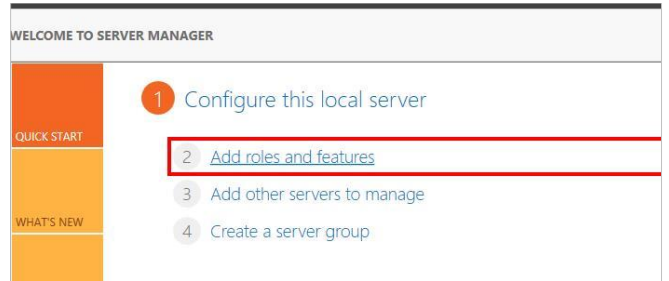 WELCOME TO SERVER MANAGER
1 Configure this local server
QUICK START
2 Add roles and features
3 Add other servers to manage
WHAT'S NEW
4 Create a server group